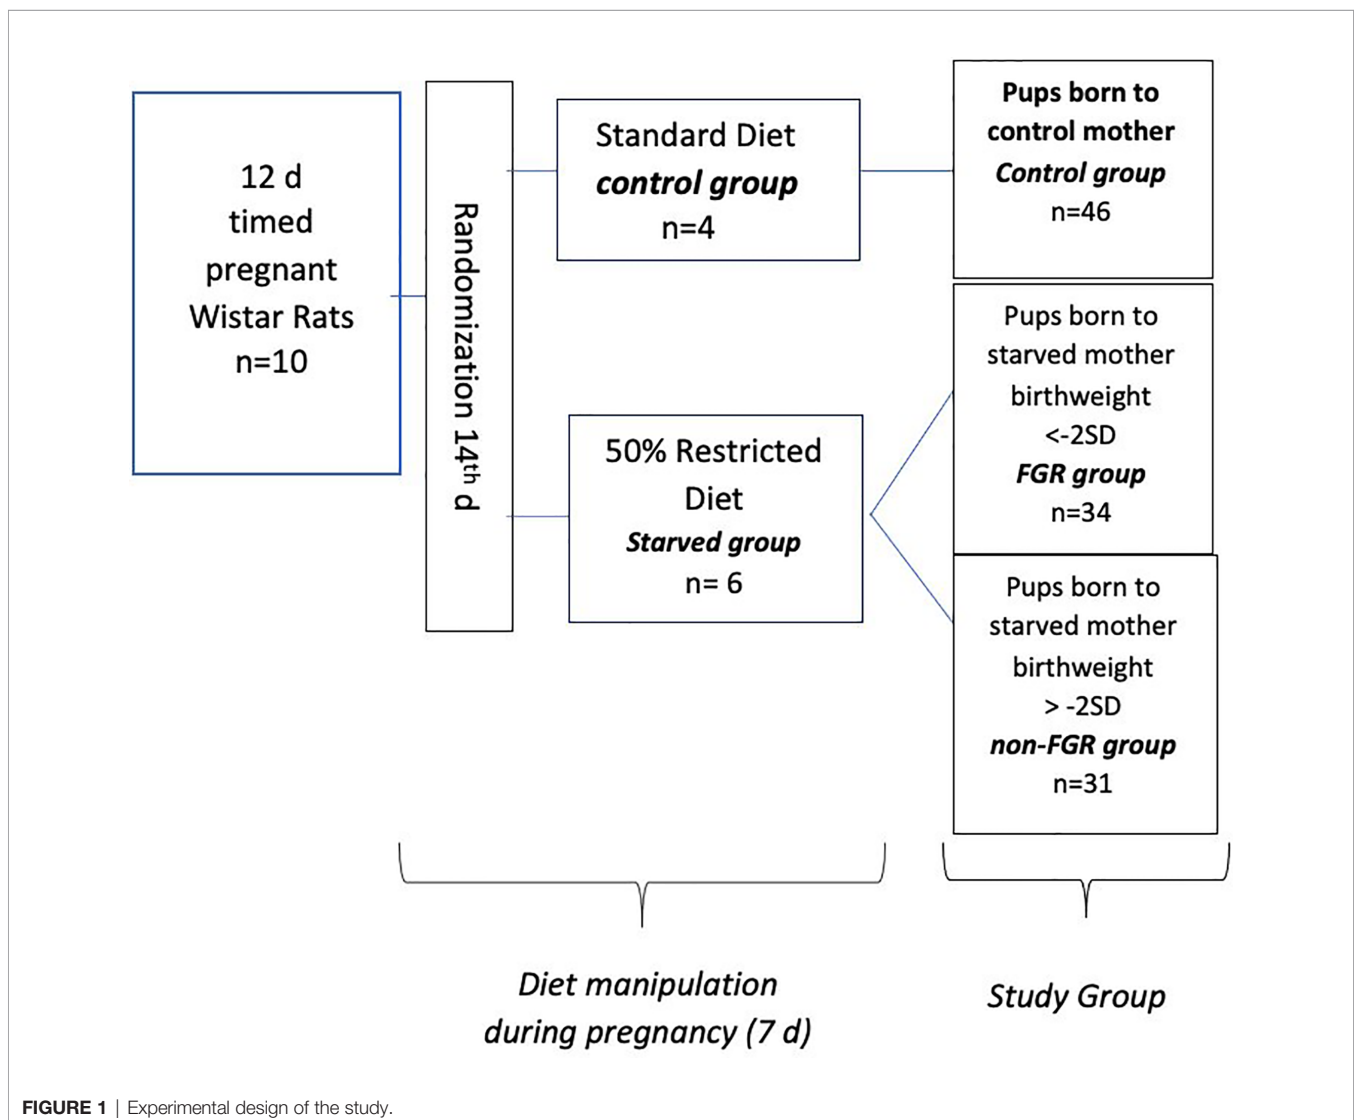 12 d
timed
pregnant
Wistar Rats
n=10
Randomization 14th d
Standard Diet
control group
n=4
50% Restricted
Diet
Starved group
n= 6
Pups born to
control mother
Control group
n=46
Pups born to
starved mother
birthweight
<-2SD
FGR group
n=34
Pups born to
starved mother
birthweight
> -2SD
non-FGR group
n=31
Diet manipulation
during pregnancy (7 d)
Study Group
FIGURE 1 | Experimental design of the study.